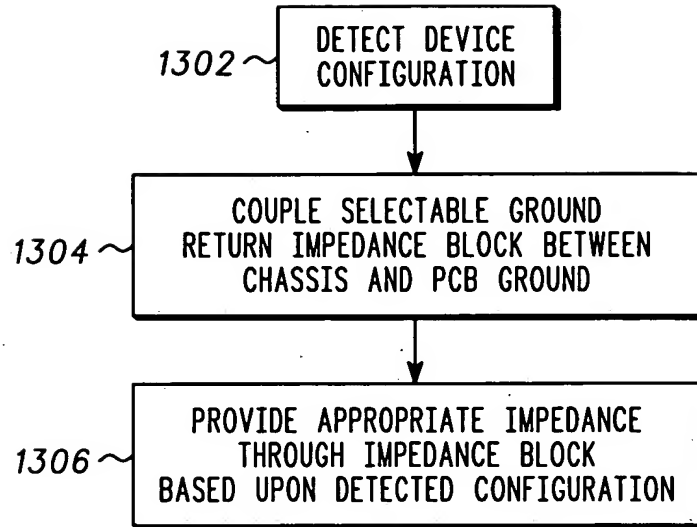 1302
DETECT DEVICE
CONFIGURATION
1304
COUPLE SELECTABLE GROUND
RETURN IMPEDANCE BLOCK BETWEEN
CHASSIS AND PCB GROUND
1306
PROVIDE APPROPRIATE IMPEDANCE
THROUGH IMPEDANCE BLOCK
BASED UPON DETECTED CONFIGURATION